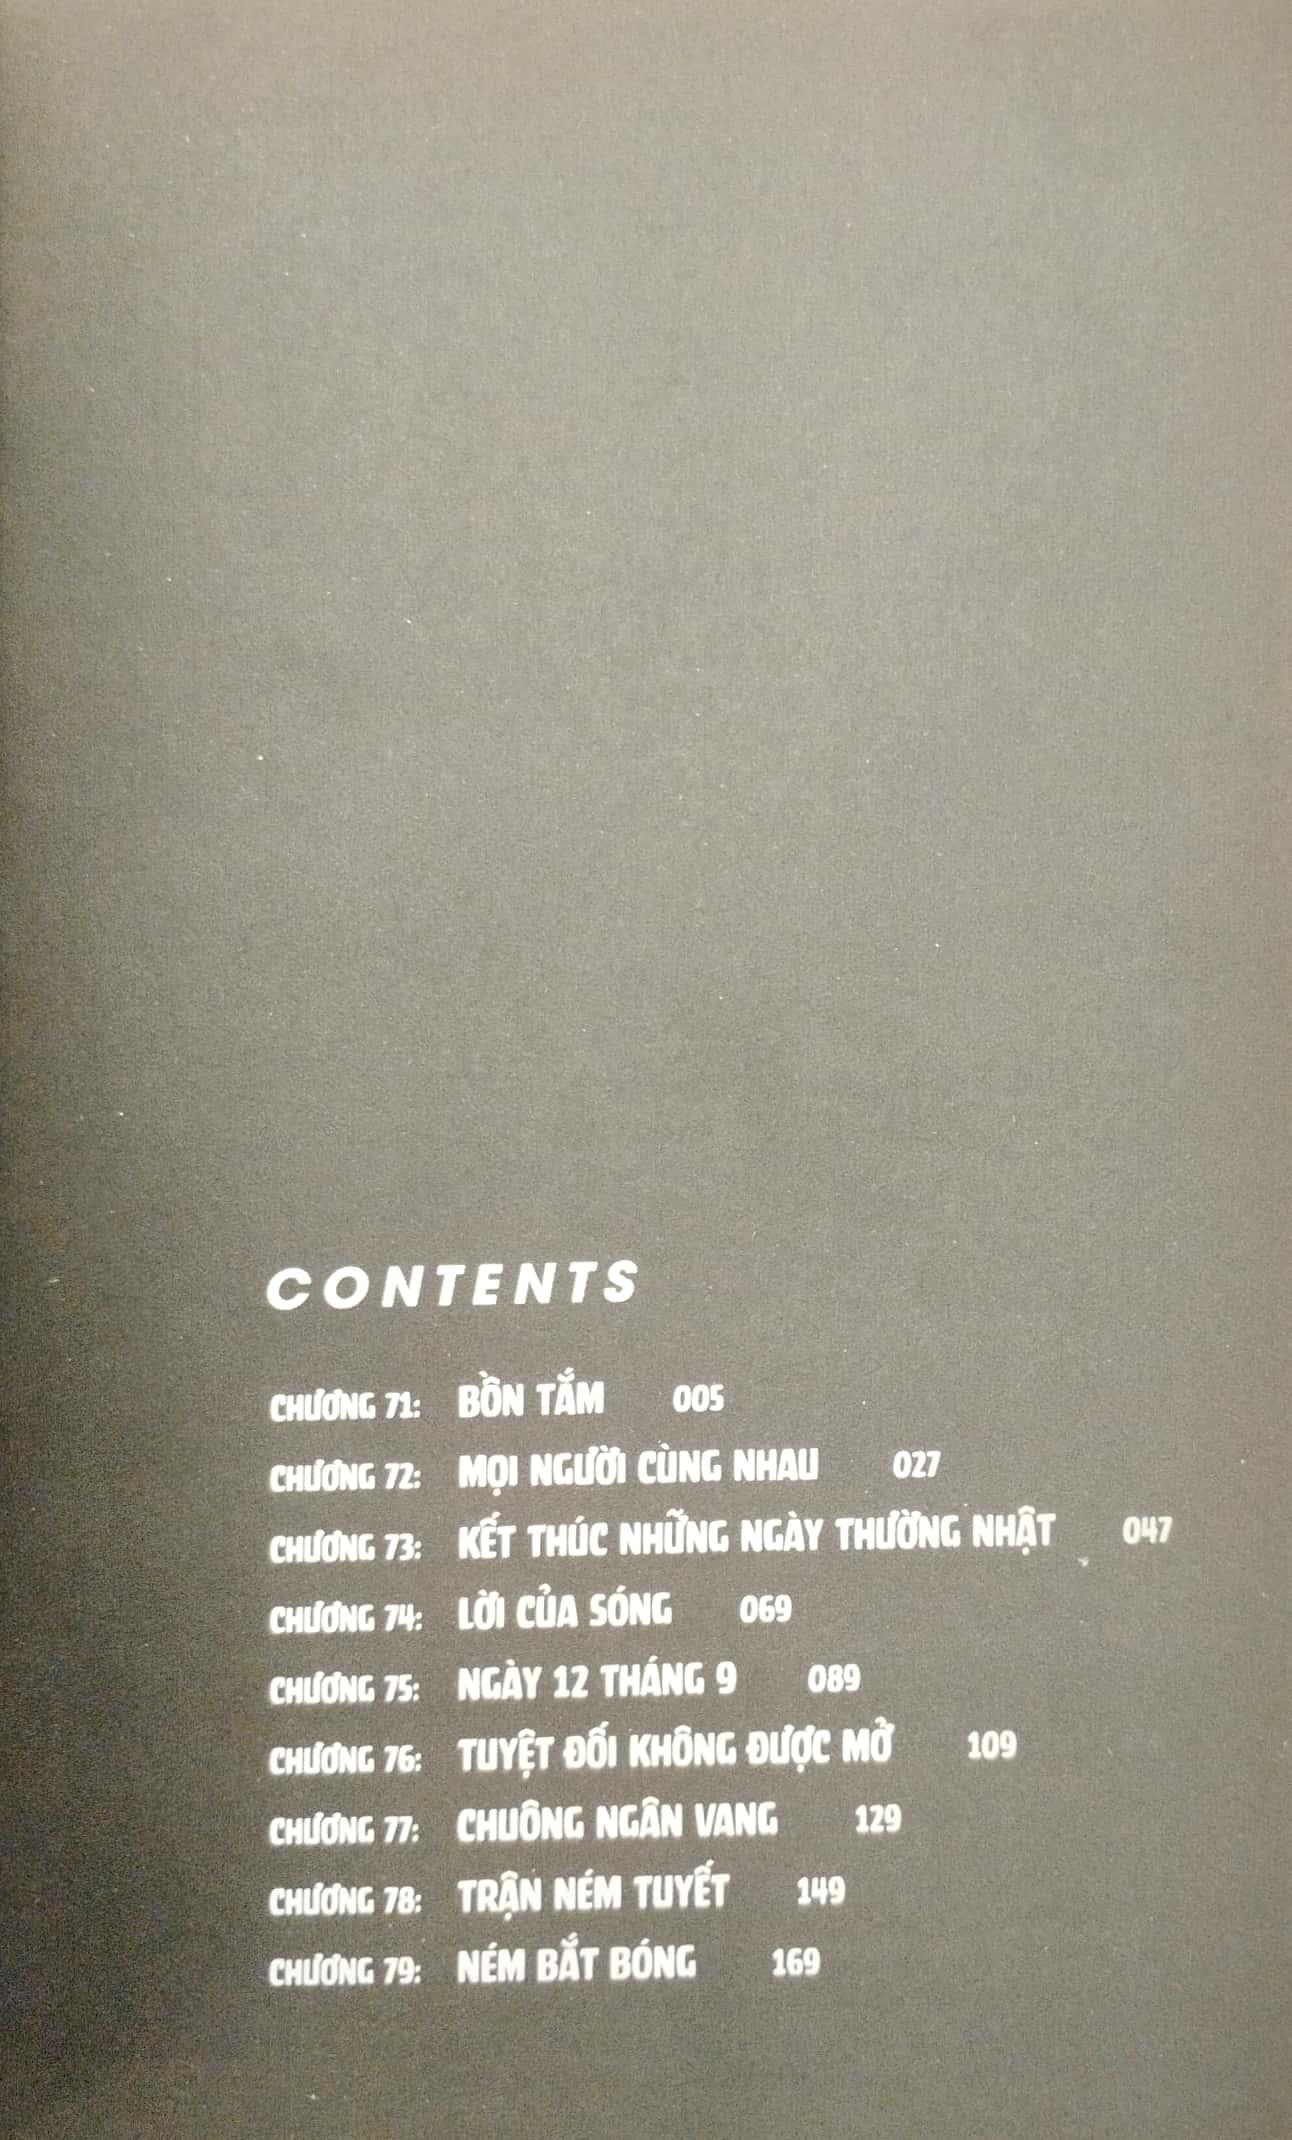 CONTENTS
CHƯƠNG 71: BỒN TẮM 005
CHƯƠNG 72: MỌI NGƯỜI CÙNG NHAU 027
CHƯƠNG 73: KẾT THÚC NHỮNG NGÀY THƯỜNG NHẬT 047
CHƯƠNG 74: LỜI CỦA SÓNG 069
CHƯƠNG 75: NGÀY 12 THÁNG 9 089
CHƯƠNG 76: TUYỆT ĐỐI KHÔNG ĐƯỢC MỞ 109
CHƯƠNG 77: CHUÔNG NGÂN VANG 129
CHƯƠNG 78: TRẬN NÉM TUYẾT 149
CHƯƠNG 79: NÉM BẮT BÓNG 169